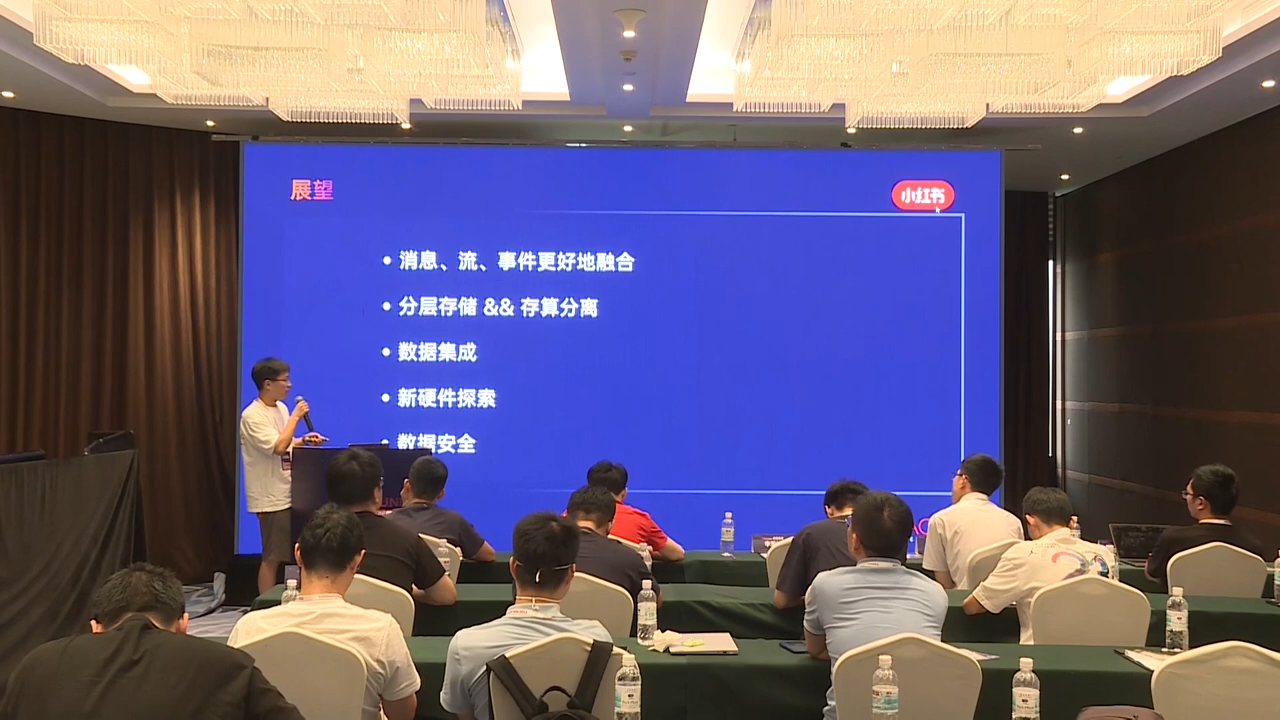 展望
小红书
• 消息、流、事件更好地融合
• 分层存储 && 存算分离
• 数据集成
• 新硬件探索
• 数据安全